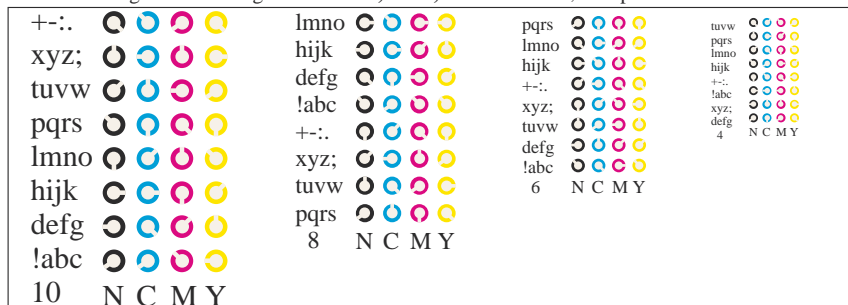 +-:.
xyz;
tuvw
pqrs
lmno
hijk
defg
!abc
10 N C M Y
lmno
hijk
defg
!abc
+-:.
xyz;
tuvw
pqrs
8 N C M Y
pqrs
lmno
hijk
+-:.
xyz;
tuvw
defg
!abc
6 N C M Y
tuvw
pqrs
lmno
hijk
+-:.
!abc
xyz;
defg
4 N C M Y